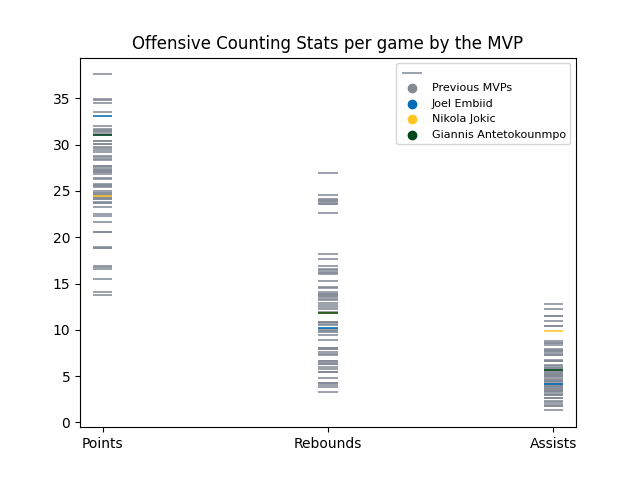 Offensive Counting Stats per game by the MVP
Previous MVPs
Joel Embiid
Nikola Jokic
Giannis Antetokounmpo
35
30
25
20
15
10
5
0
Points
Rebounds
Assists